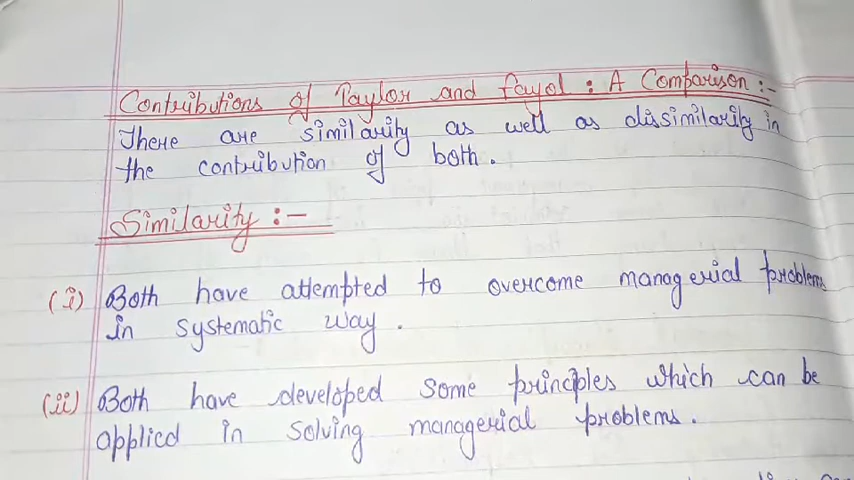 Contributions of Taylor and Fayol : A Comparison :-
There are similarity as well as dissimilarity in
the contribution of both.
Similarity :-
(i) Both have attempted to overcome managerial problems
in systematic way.
(ii) Both have developed some principles which can be
applied in solving managerial problems.